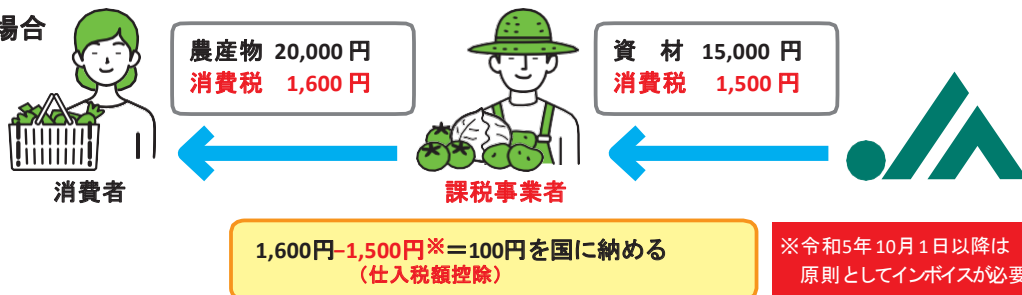 場合
農産物 20,000 円
消費税 1,600 円
資 材 15,000 円
消費税 1,500 円
消費者
課税事業者
1,600円−1,500円※＝100円を国に納める
（仕入税額控除）
※令和5年10月1日以降は
原則としてインボイスが必要